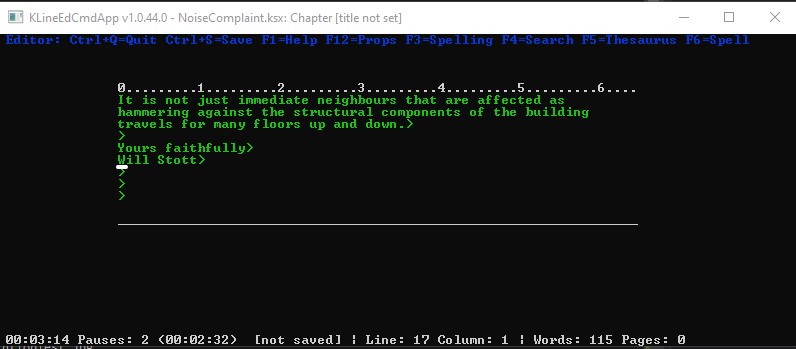 KLineEdCmdApp v1.0.44.0 - NoiseComplaint.ksx: Chapter [title not set]
Editor: Ctrl+Q=Quit Ctrl+S=Save F1=Help F12=Props F3=Spelling F4=Search F5=Thesaurus F6=Spell
0.........1.........2.........3.........4.........5.........6....
It is not just immediate neighbours that are affected as
hammering against the structural components of the building
travels for many floors up and down.>
>
Yours faithfully>
Will Stott>
>
>
>
00:03:14 Pauses: 2 (00:02:32) [not saved] ¦ Line: 17 Column: 1 ¦ Words: 115 Pages: 0